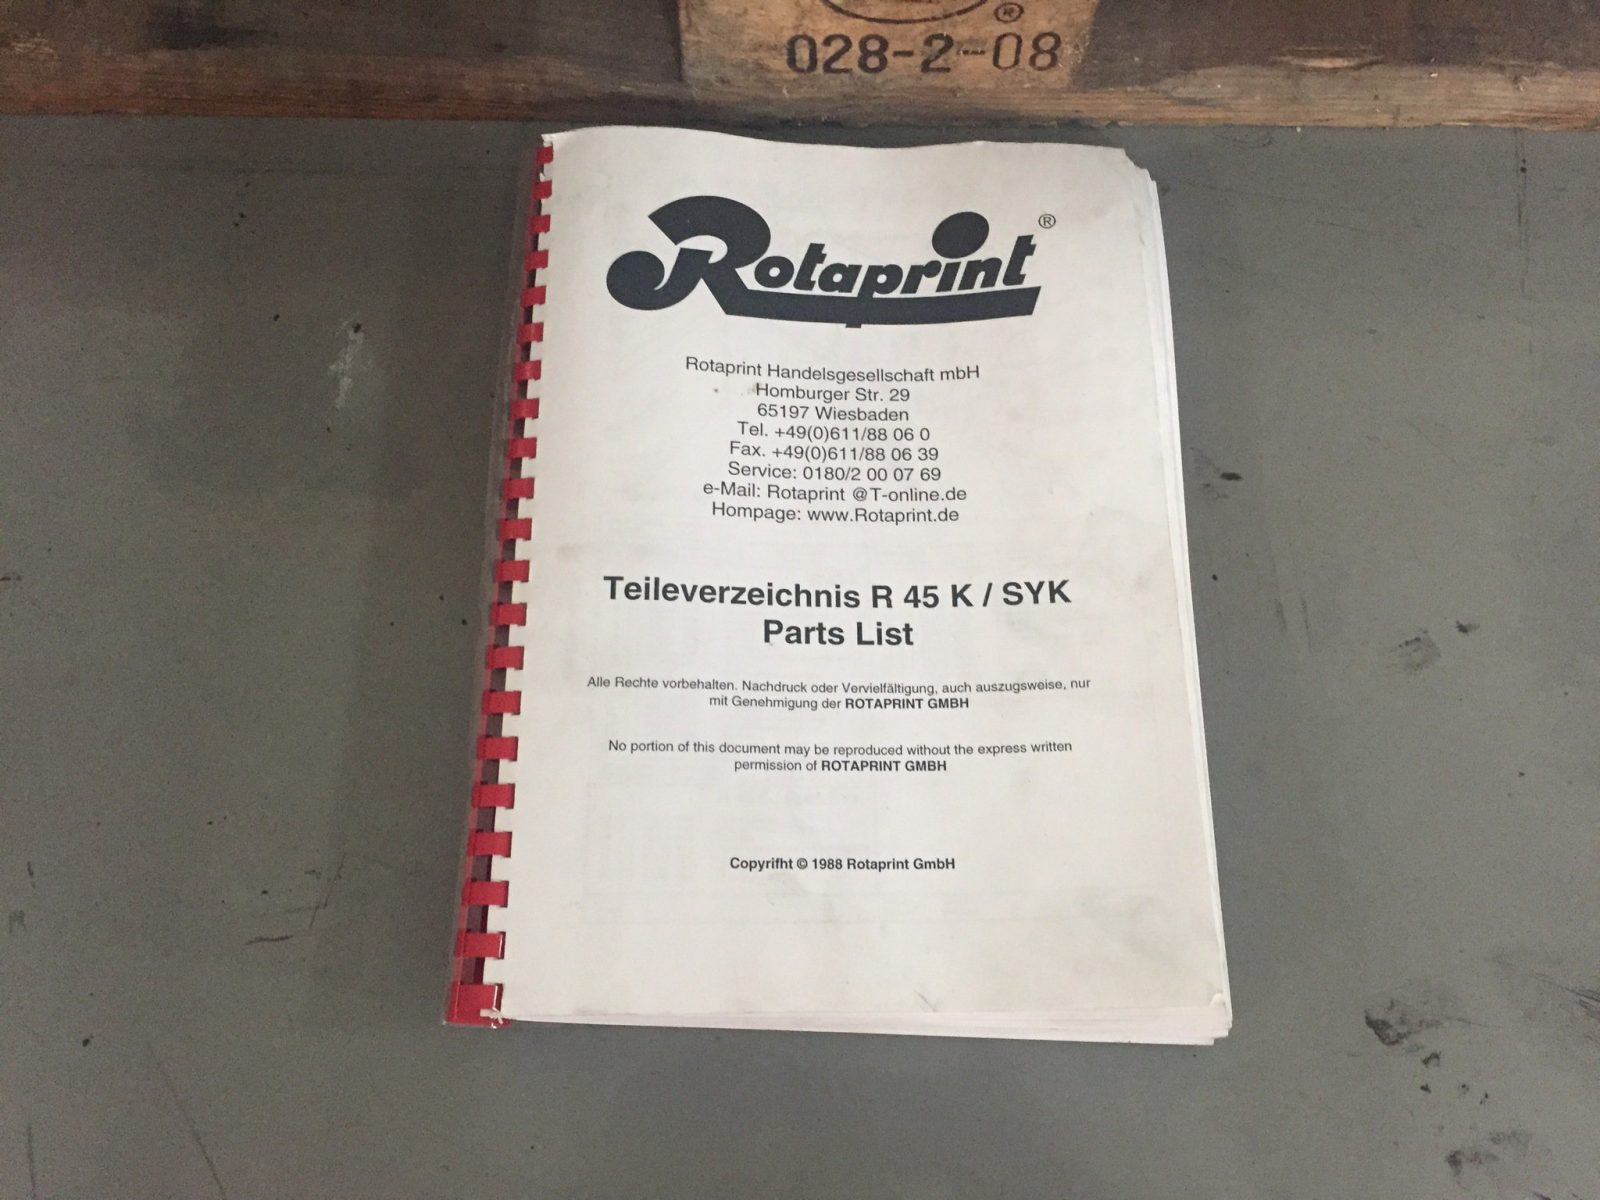 ®
028-2-08
Rotaprint ®
Rotaprint Handelsgesellschaft mbH
Homburger Str. 29
65197 Wiesbaden
Tel. +49(0)611/88 06 0
Fax. +49(0)611/88 06 39
Service: 0180/2 00 07 69
e-Mail: Rotaprint @T-online.de
Hompage: www.Rotaprint.de
Teileverzeichnis R 45 K / SYK
Parts List
Alle Rechte vorbehalten. Nachdruck oder Vervielfältigung, auch auszugsweise, nur
mit Genehmigung der ROTAPRINT GMBH
No portion of this document may be reproduced without the express written
permission of ROTAPRINT GMBH
Copyrifht © 1988 Rotaprint GmbH